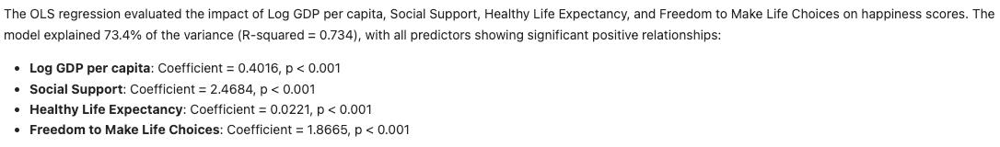 The OLS regression evaluated the impact of Log GDP per capita, Social Support, Healthy Life Expectancy, and Freedom to Make Life Choices on happiness scores. The
model explained 73.4% of the variance (R-squared = 0.734), with all predictors showing significant positive relationships:
• Log GDP per capita: Coefficient = 0.4016, p < 0.001
• Social Support: Coefficient = 2.4684, p < 0.001
• Healthy Life Expectancy: Coefficient = 0.0221, p < 0.001
• Freedom to Make Life Choices: Coefficient = 1.8665, p < 0.001